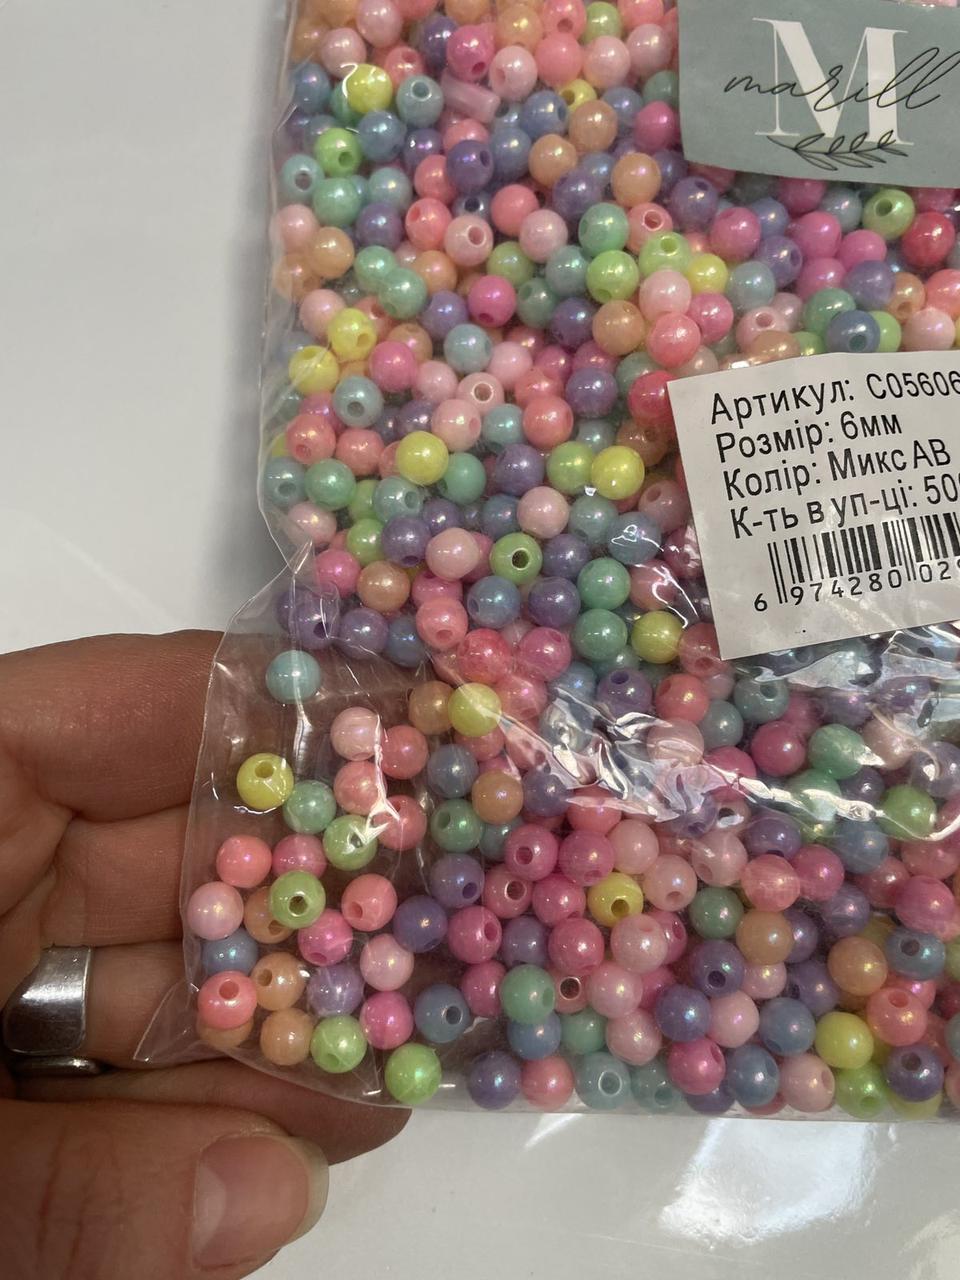 M
marill
Артикул: C05606
Розмір: 6мм
Колір: Микс AB
К-ть в уп-ці: 50
6 974280 02